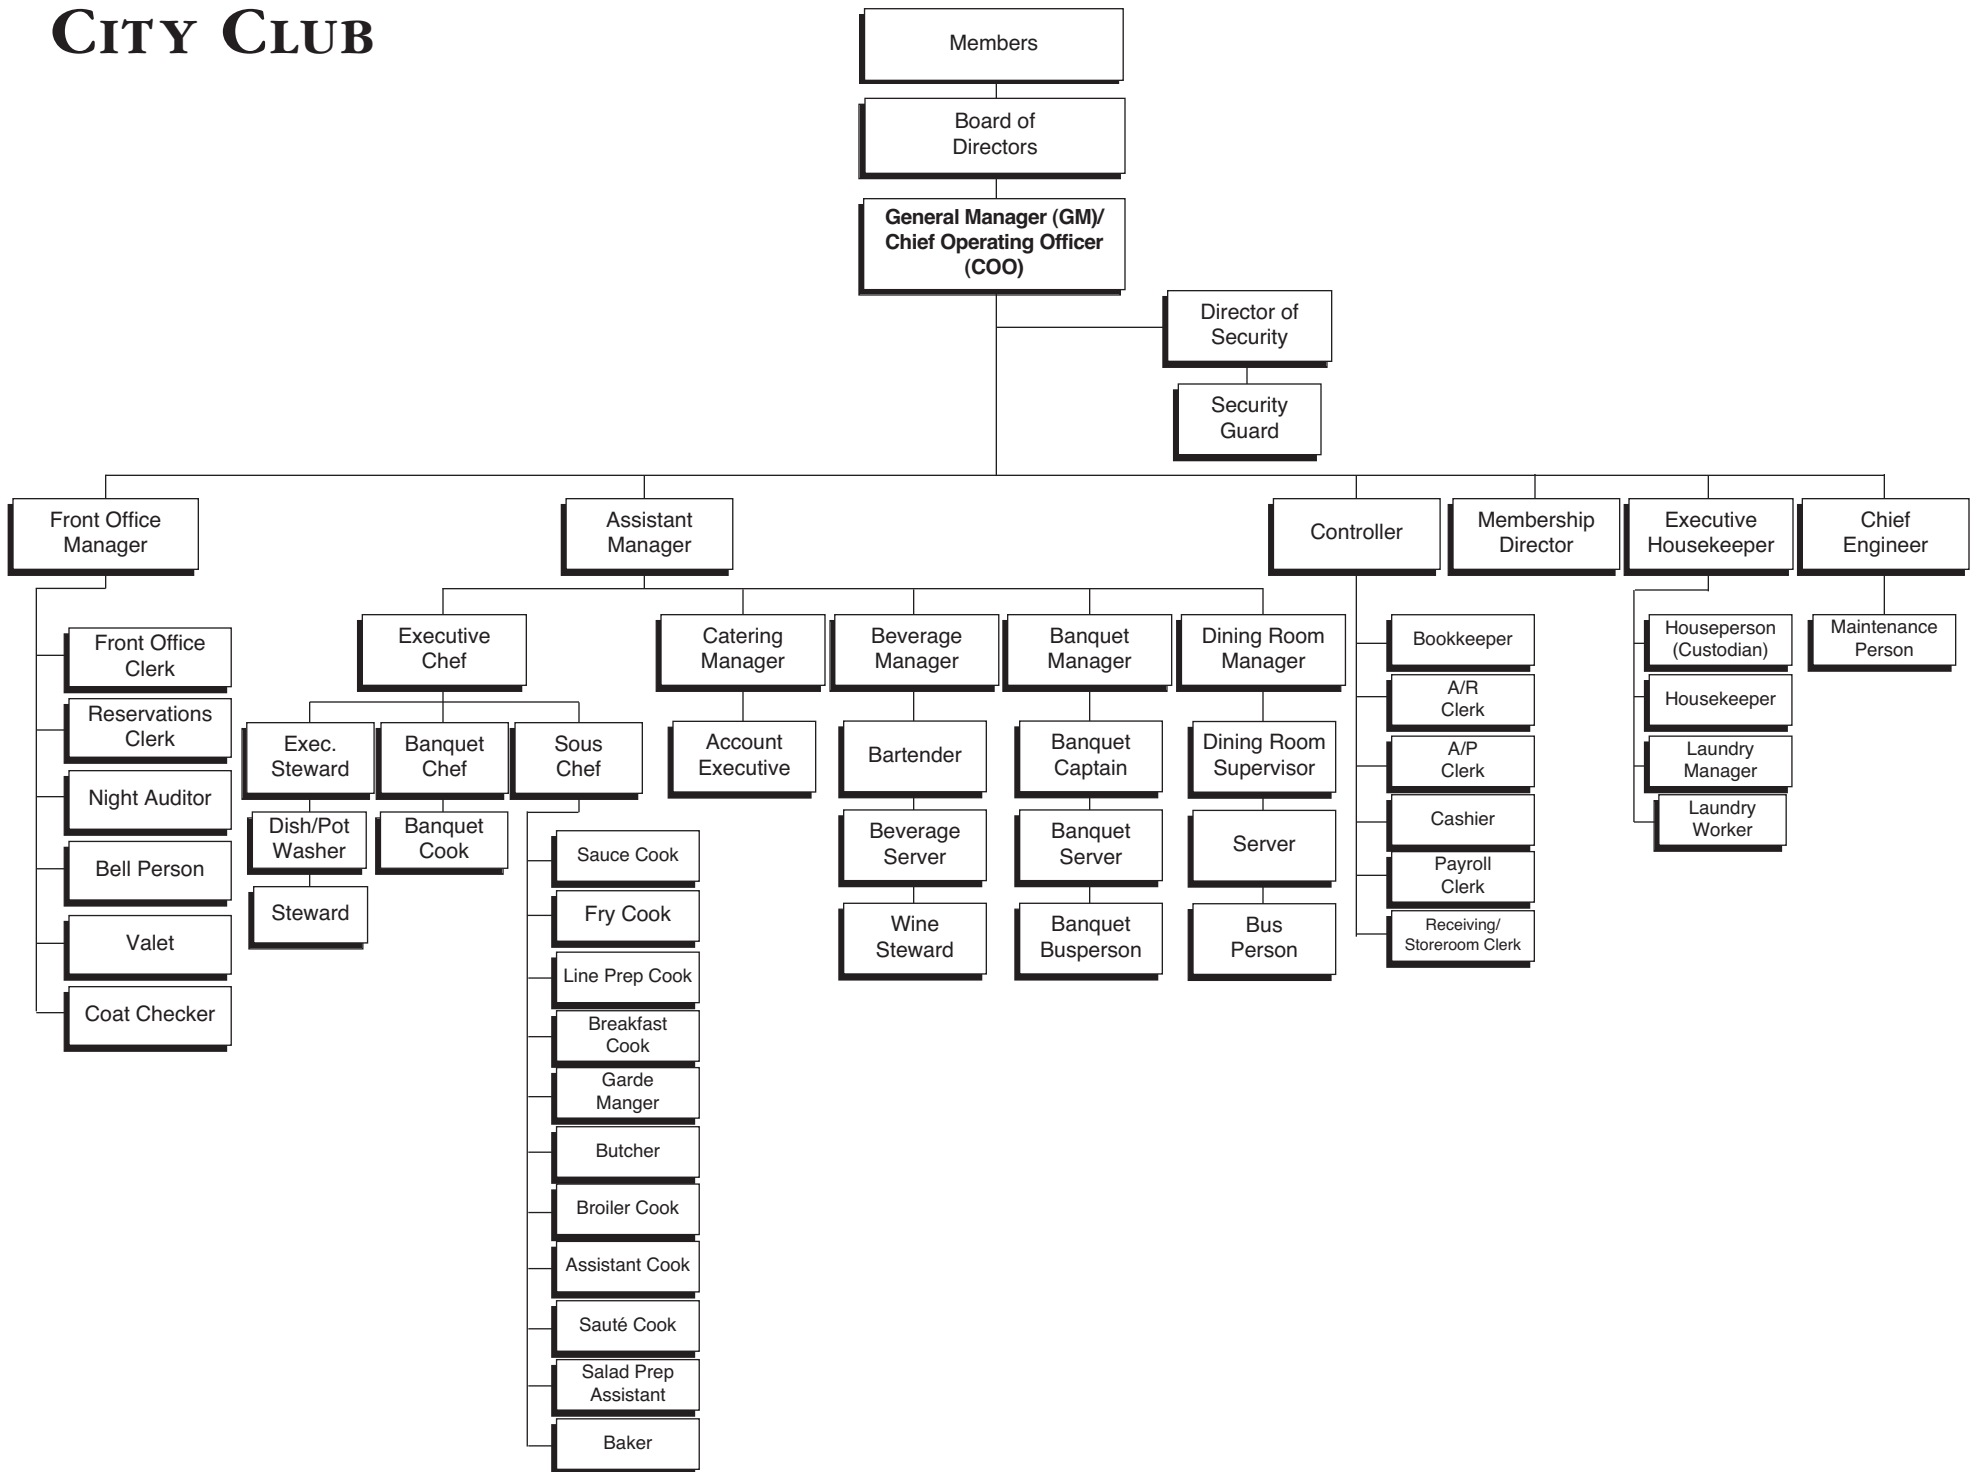 CITY CLUB
Members
Board of
Directors
General Manager (GM)/
Chief Operating Officer
(COO)
Director of
Security
Security
Guard
Front Office
Manager
Assistant
Manager
Controller
Membership
Director
Executive
Housekeeper
Chief
Engineer
Front Office
Clerk
Reservations
Clerk
Night Auditor
Bell Person
Valet
Coat Checker
Executive
Chef
Catering
Manager
Beverage
Manager
Banquet
Manager
Dining Room
Manager
Exec.
Steward
Banquet
Chef
Sous
Chef
Dish/Pot
Washer
Steward
Banquet
Cook
Sauce Cook
Fry Cook
Line Prep Cook
Breakfast
Cook
Garde
Manger
Butcher
Broiler Cook
Assistant Cook
Sauté Cook
Salad Prep
Assistant
Baker
Account
Executive
Bartender
Beverage
Server
Wine
Steward
Banquet
Captain
Banquet
Server
Banquet
Busperson
Dining Room
Supervisor
Server
Bus
Person
Bookkeeper
A/R
Clerk
A/P
Clerk
Cashier
Payroll
Clerk
Receiving/
Storeroom Clerk
Houseperson
(Custodian)
Housekeeper
Laundry
Manager
Laundry
Worker
Maintenance
Person